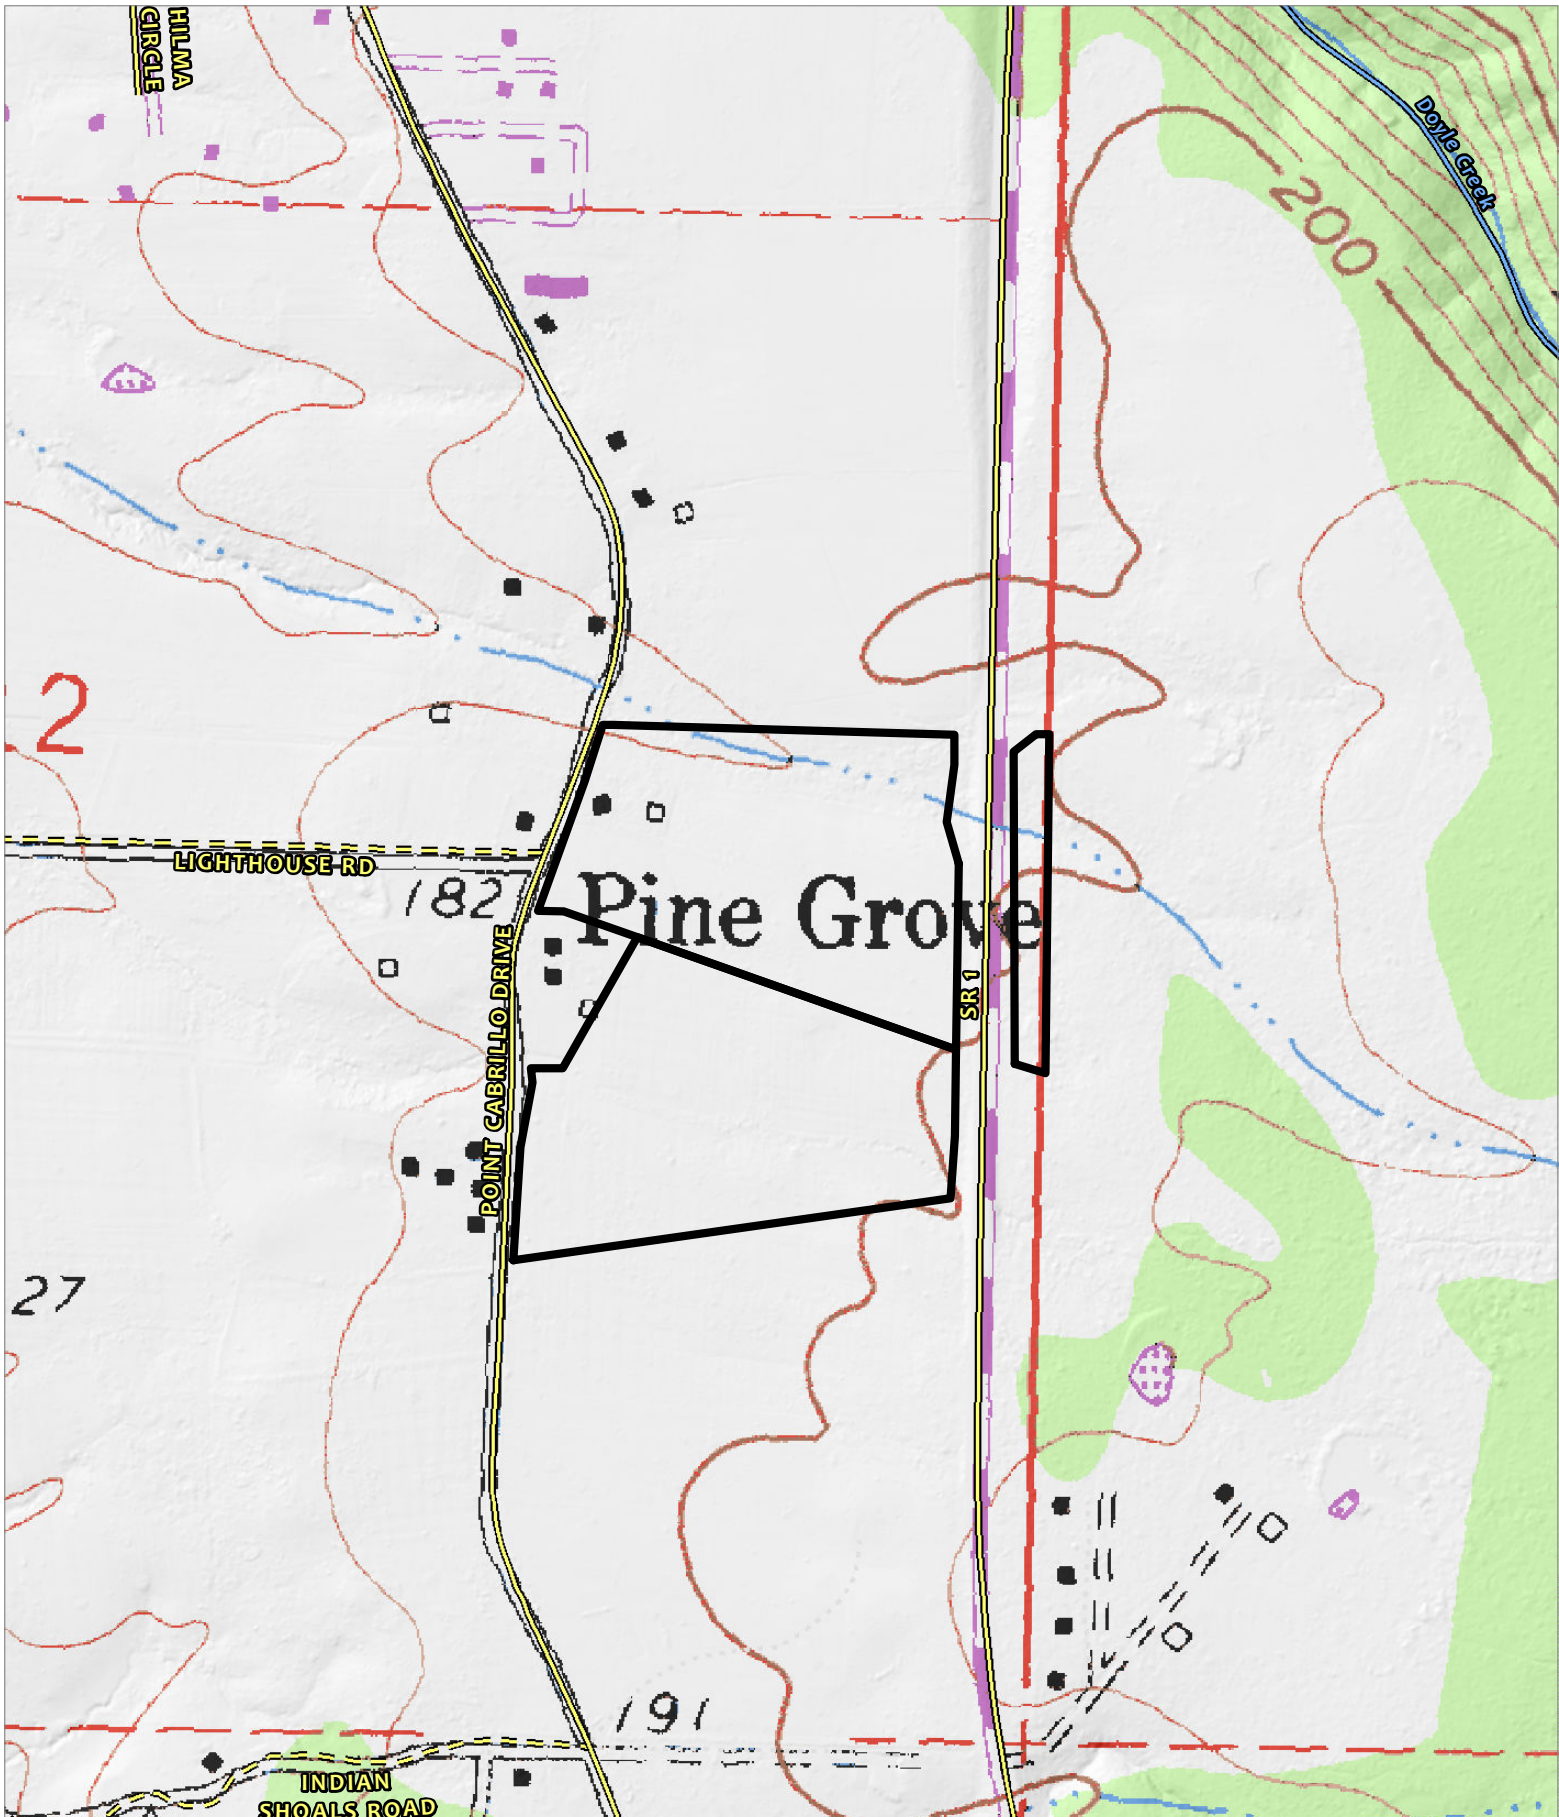 HILMA
CIRCLE
Doyle Creek
200
2
LIGHTHOUSE RD
182
Pine Grove
POINT CABRILLO DRIVE
SR 1
27
191
INDIAN
SHOALS ROAD